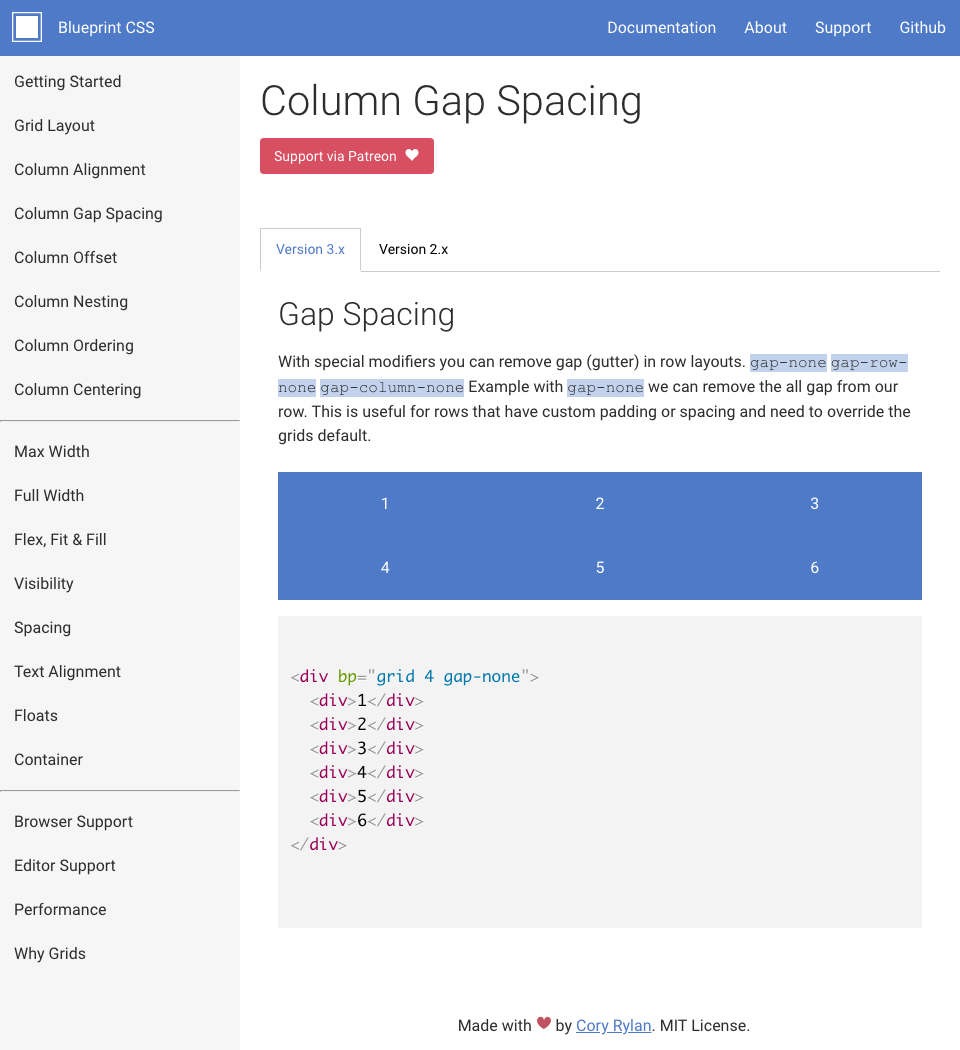 Blueprint CSS
Documentation About Support Github
Getting Started
Grid Layout
Column Alignment
Column Gap Spacing
Column Offset
Column Nesting
Column Ordering
Column Centering
Max Width
Full Width
Flex, Fit & Fill
Visibility
Spacing
Text Alignment
Floats
Container
Browser Support
Editor Support
Performance
Why Grids
Column Gap Spacing
Support via Patreon
Version 3.x Version 2.x
Gap Spacing
With special modifiers you can remove gap (gutter) in row layouts. gap-none gap-row-
none gap-column-none Example with gap-none we can remove the all gap from our
row. This is useful for rows that have custom padding or spacing and need to override the
grids default.
1 2 3
4 5 6
<div bp="grid 4 gap-none">
  <div>1</div>
  <div>2</div>
  <div>3</div>
  <div>4</div>
  <div>5</div>
  <div>6</div>
</div>
Made with ♥ by Cory Rylan. MIT License.